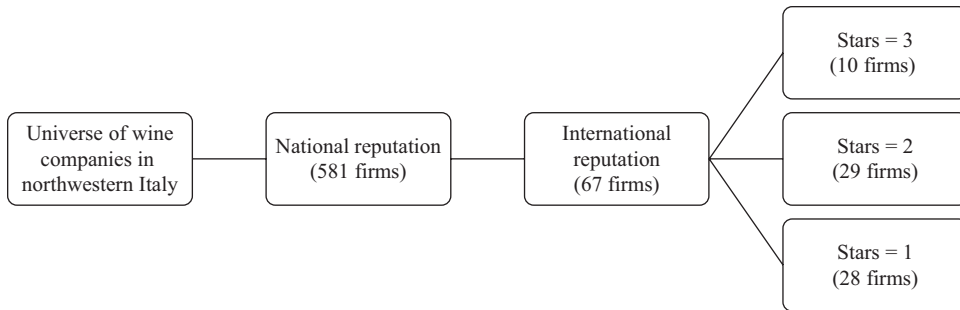 Universe of wine
companies in
northwestern Italy
National reputation
(581 firms)
International
reputation
(67 firms)
Stars = 3
(10 firms)
Stars = 2
(29 firms)
Stars = 1
(28 firms)